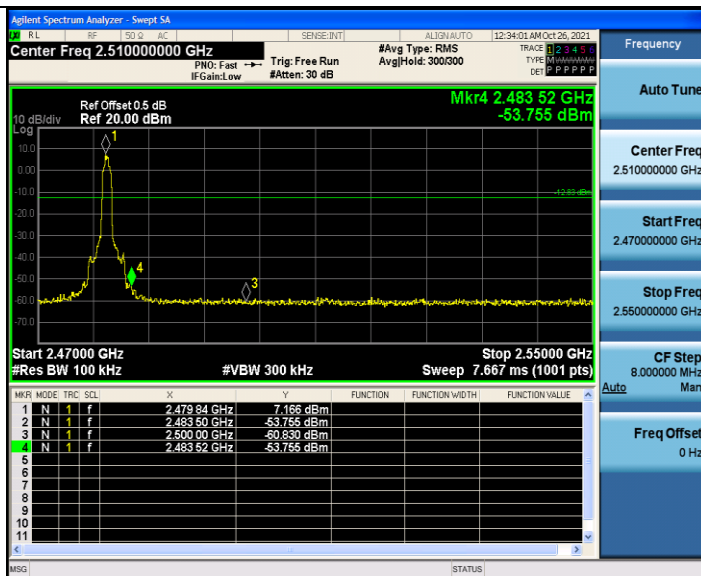 Agilent Spectrum Analyzer - Swept SA
LXI RL RF 50 Ω AC SENSE:INT ALIGN AUTO 12:34:01 AM Oct 26, 2021
Center Freq 2.510000000 GHz
PNO: Fast
IFGain:Low
Trig: Free Run
#Atten: 30 dB
#Avg Type: RMS
Avg|Hold: 300/300
TRACE 1 2 3 4 5 6
TYPE M
DET P P P P P P
Ref Offset 0.5 dB
10 dB/div Ref 20.00 dBm
Log
Mkr4 2.483 52 GHz
-53.755 dBm
10.0
0.00
-10.0
-20.0
-30.0
-40.0
-50.0
-60.0
-70.0
1
4
3
-12.83 dBm
Start 2.47000 GHz Stop 2.55000 GHz
#Res BW 100 kHz #VBW 300 kHz Sweep 7.667 ms (1001 pts)
MKR MODE TRC SCL X Y FUNCTION FUNCTION WIDTH FUNCTION VALUE
1 N 1 f 2.479 84 GHz 7.166 dBm
2 N 1 f 2.483 50 GHz -53.755 dBm
3 N 1 f 2.500 00 GHz -60.830 dBm
4 N 1 f 2.483 52 GHz -53.755 dBm
5
6
7
8
9
10
11
MSG STATUS
Frequency
Auto Tune
Center Freq
2.510000000 GHz
Start Freq
2.470000000 GHz
Stop Freq
2.550000000 GHz
CF Step
8.000000 MHz
Auto Man
Freq Offset
0 Hz